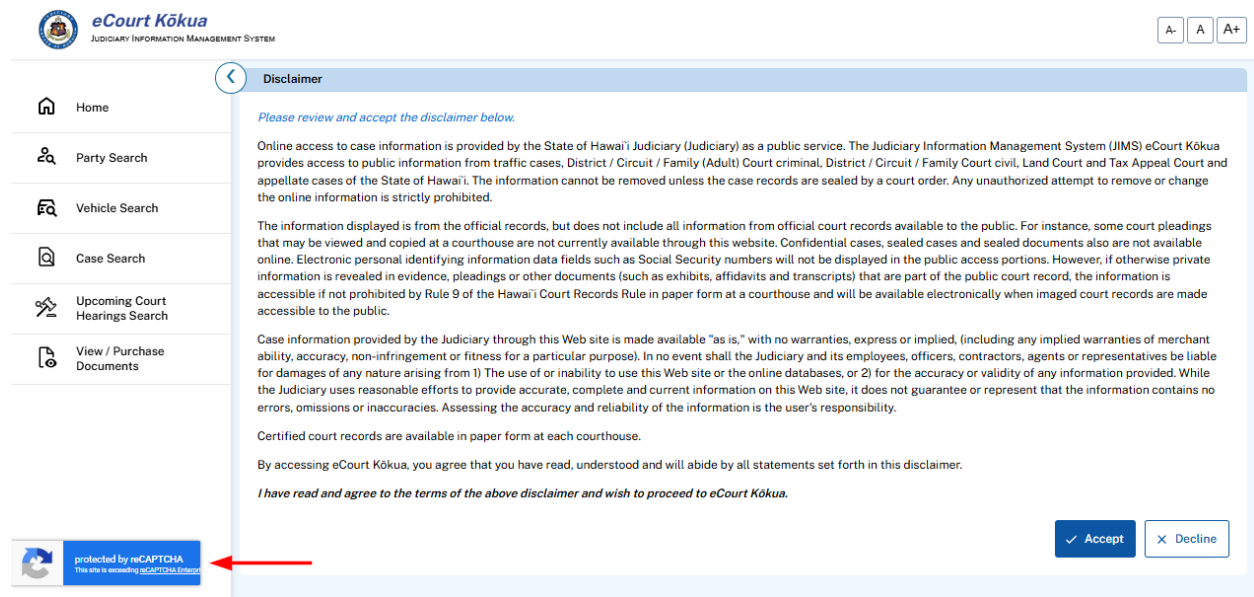 eCourt Kōkua
JUDICIARY INFORMATION MANAGEMENT SYSTEM
A-
A
A+
Home
Party Search
Vehicle Search
Case Search
Upcoming Court
Hearings Search
View / Purchase
Documents
Disclaimer
Please review and accept the disclaimer below.
Online access to case information is provided by the State of Hawai`i Judiciary (Judiciary) as a public service. The Judiciary Information Management System (JIMS) eCourt Kōkua
provides access to public information from traffic cases, District / Circuit / Family (Adult) Court criminal, District / Circuit / Family Court civil, Land Court and Tax Appeal Court and
appellate cases of the State of Hawai`i. The information cannot be removed unless the case records are sealed by a court order. Any unauthorized attempt to remove or change
the online information is strictly prohibited.
The information displayed is from the official records, but does not include all information from official court records available to the public. For instance, some court pleadings
that may be viewed and copied at a courthouse are not currently available through this website. Confidential cases, sealed cases and sealed documents also are not available
online. Electronic personal identifying information data fields such as Social Security numbers will not be displayed in the public access portions. However, if otherwise private
information is revealed in evidence, pleadings or other documents (such as exhibits, affidavits and transcripts) that are part of the public court record, the information is
accessible if not prohibited by Rule 9 of the Hawai`i Court Records Rule in paper form at a courthouse and will be available electronically when imaged court records are made
accessible to the public.
Case information provided by the Judiciary through this Web site is made available "as is," with no warranties, express or implied, (including any implied warranties of merchant
ability, accuracy, non-infringement or fitness for a particular purpose). In no event shall the Judiciary and its employees, officers, contractors, agents or representatives be liable
for damages of any nature arising from 1) The use of or inability to use this Web site or the online databases, or 2) for the accuracy or validity of any information provided. While
the Judiciary uses reasonable efforts to provide accurate, complete and current information on this Web site, it does not guarantee or represent that the information contains no
errors, omissions or inaccuracies. Assessing the accuracy and reliability of the information is the user's responsibility.
Certified court records are available in paper form at each courthouse.
By accessing eCourt Kōkua, you agree that you have read, understood and will abide by all statements set forth in this disclaimer.
I have read and agree to the terms of the above disclaimer and wish to proceed to eCourt Kōkua.
Accept
Decline
protected by reCAPTCHA
This site is exceeding reCAPTCHA Enterpr